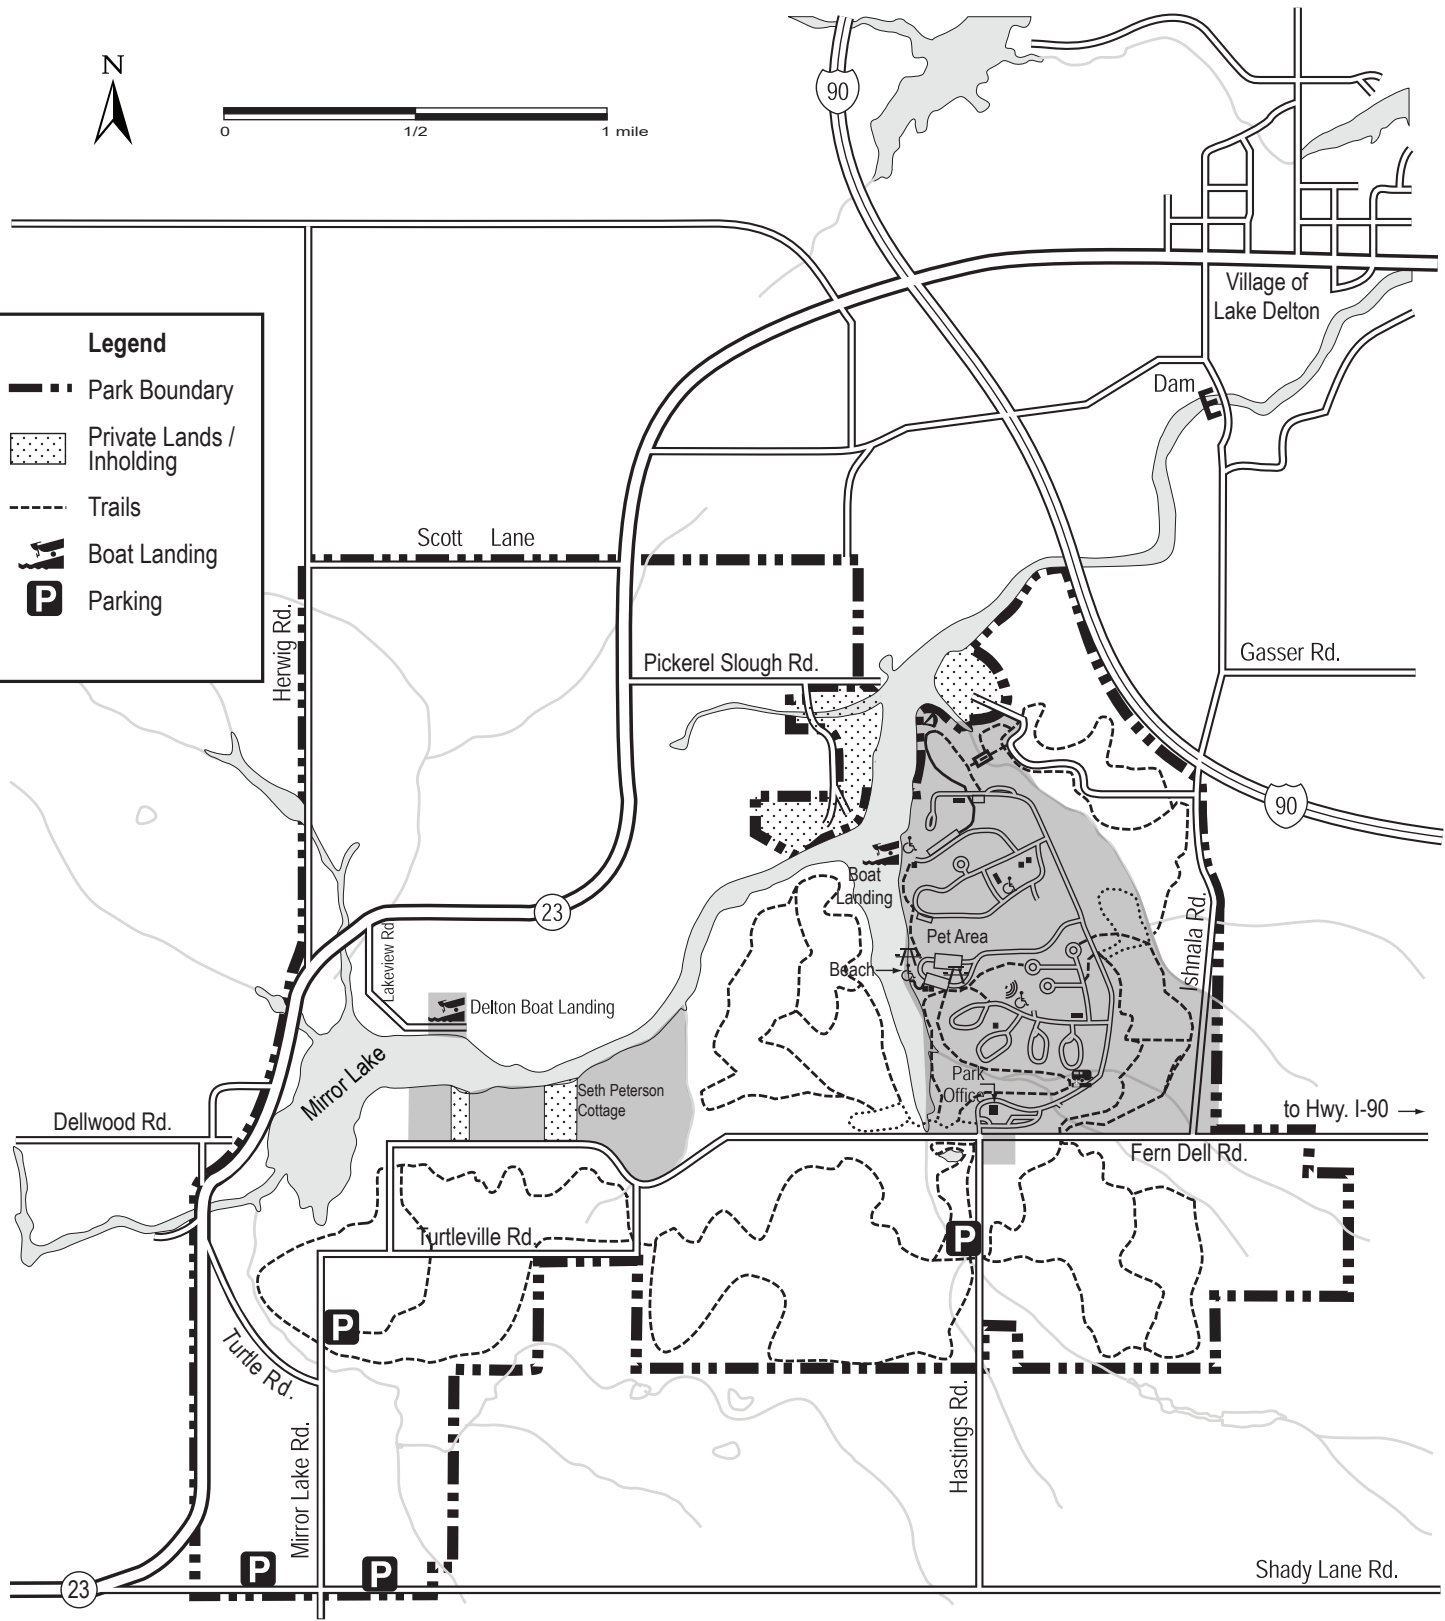 N
0 1/2 1 mile
90
Village of
Lake Delton
Legend
Park Boundary
Private Lands /
Inholding
Trails
Boat Landing
P Parking
Dam
Scott Lane
Herwig Rd.
Pickerel Slough Rd.
Gasser Rd.
90
23
Boat
Landing
Lakeview Rd
Pet Area
Beach
Ishnala Rd.
Delton Boat Landing
Mirror Lake
Seth Peterson
Cottage
Park
Office
to Hwy. I-90
Dellwood Rd.
Fern Dell Rd.
Turtleville Rd.
P
P
Turtle Rd.
Hastings Rd.
Mirror Lake Rd.
P
P
Shady Lane Rd.
23